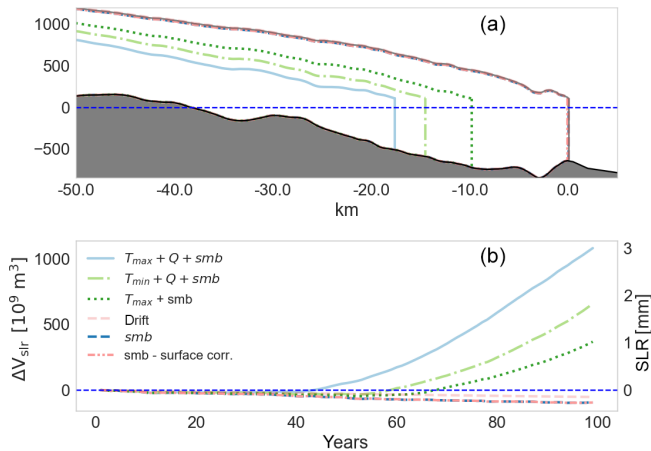 (a)
1000
500
0
−500
-50.0 -40.0 -30.0 -20.0 -10.0 0.0
km
(b)
ΔV_slr [10^9 m^3]
1000
500
0
T_max + Q + smb
T_min + Q + smb
T_max + smb
Drift
smb
smb - surface corr.
3
2
1
0
SLR [mm]
0 20 40 60 80 100
Years